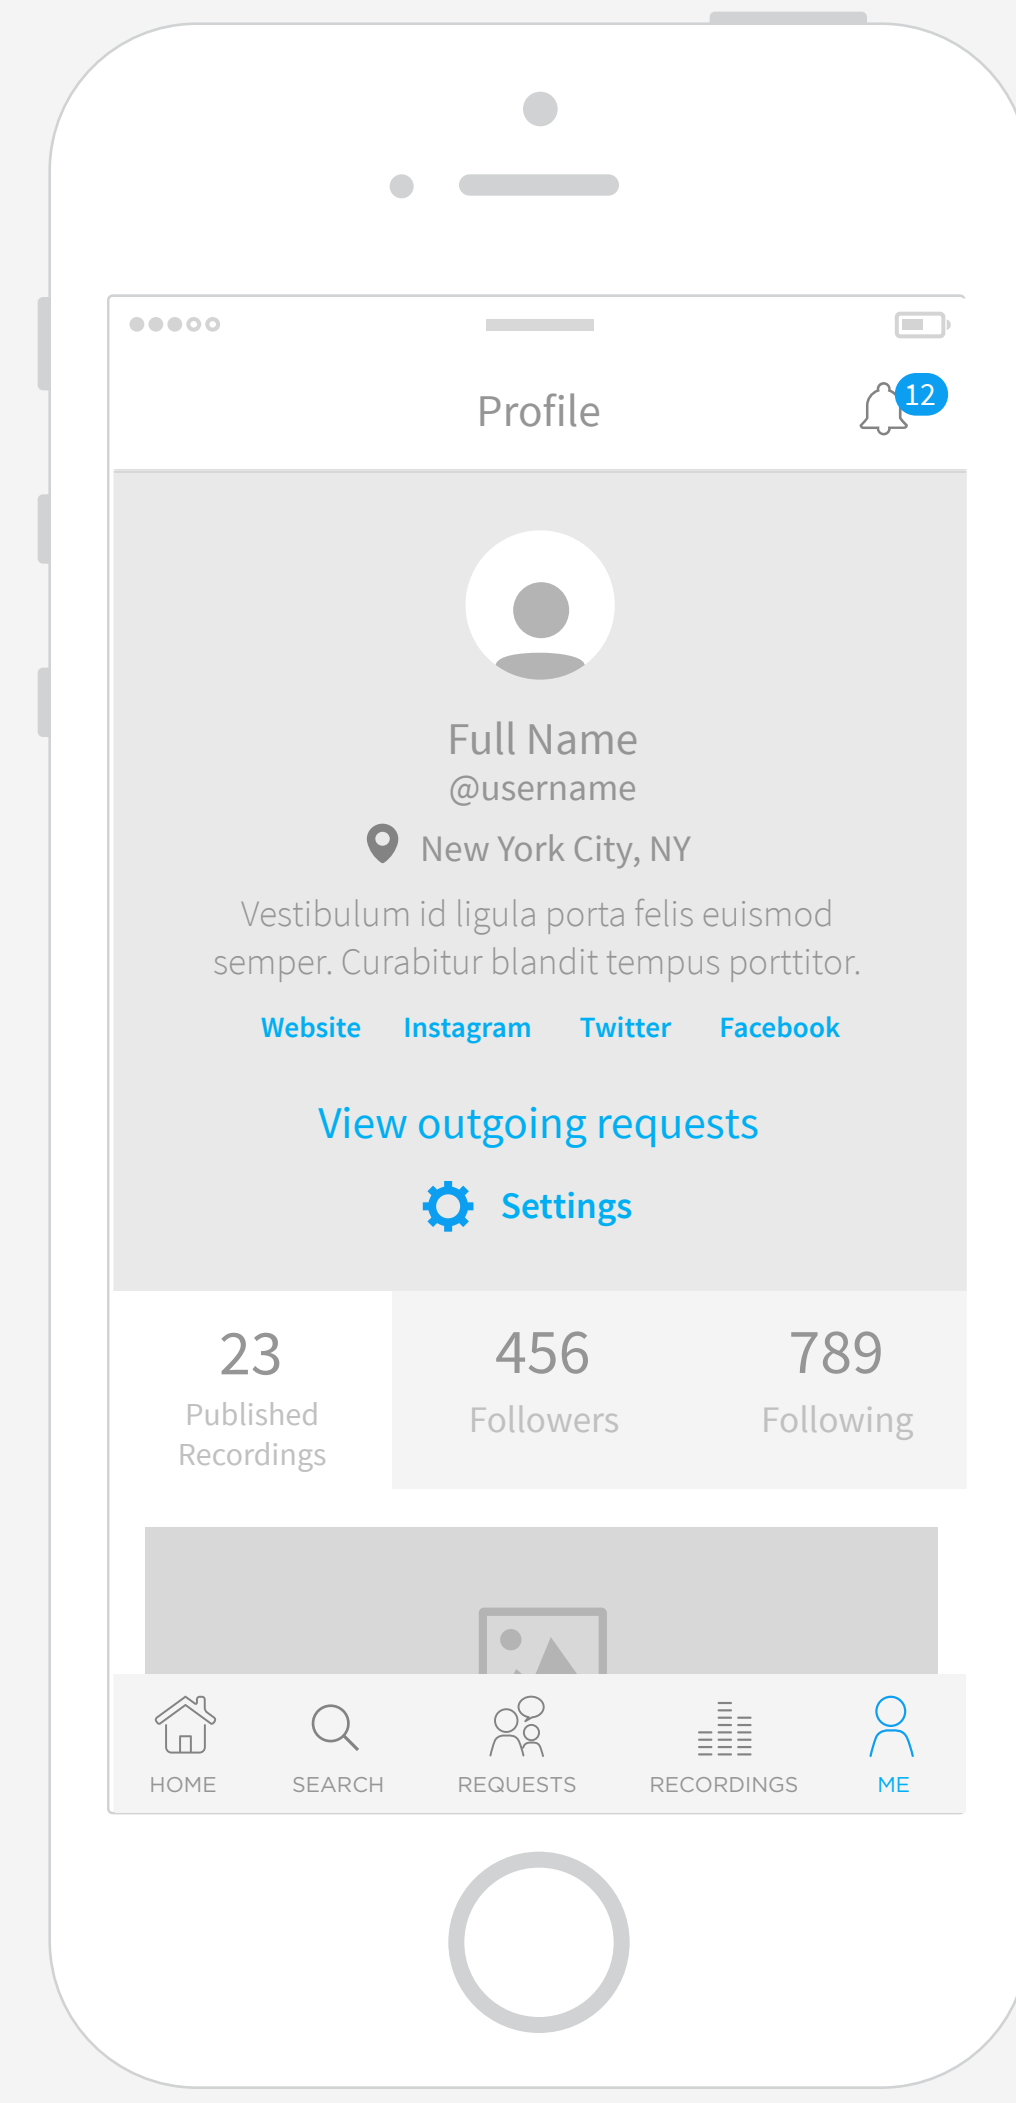 Profile
12
Full Name
@username
New York City, NY
Vestibulum id ligula porta felis euismod
semper. Curabitur blandit tempus porttitor.
Website Instagram Twitter Facebook
View outgoing requests
Settings
23 456 789
Published Followers Following
Recordings
HOME SEARCH REQUESTS RECORDINGS ME